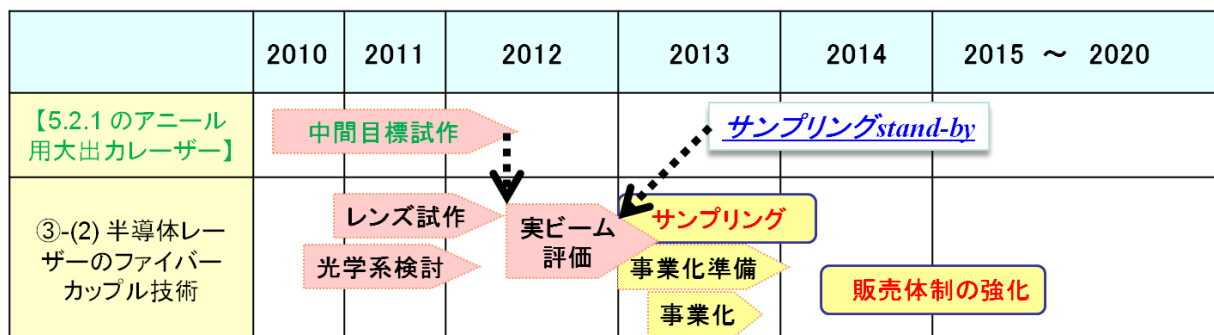 2010 2011 2012 2013 2014 2015 ~ 2020
【5.2.1 のアニール
用大出力レーザー】
中間目標試作
サンプリングstand-by
③-(2) 半導体レー
ザーのファイバー
カップル技術
レンズ試作
光学系検討
実ビーム
評価
サンプリング
事業化準備
事業化
販売体制の強化